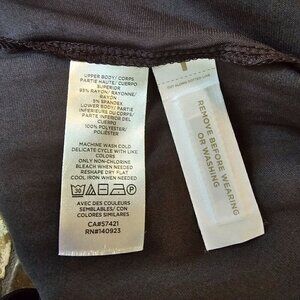 UPPER BODY/ CORPS
PARTIE HAUTE/ CUERPO
SUPERIOR
95% RAYON/RAYONNE/
RAYON
5% SPANDEX
LOWER BODY/ PARTIE
INFERIEURE DU CORPS/
PARTE INFERIOR DEL
CUERPO
100% POLYESTER/
POLIÉSTER
MACHINE WASH COLD
DELICATE CYCLE WITH LIKE
COLORS
ONLY NON-CHLORINE
BLEACH WHEN NEEDED
RESHAPE DRY FLAT
COOL IRON WHEN NEEDED
30
AVEC DES COULEURS
SEMBLABLES/ CON
COLORES SIMILARES
CA#57421
RN#140923
REMOVE BEFORE WEARING
OR WASHING